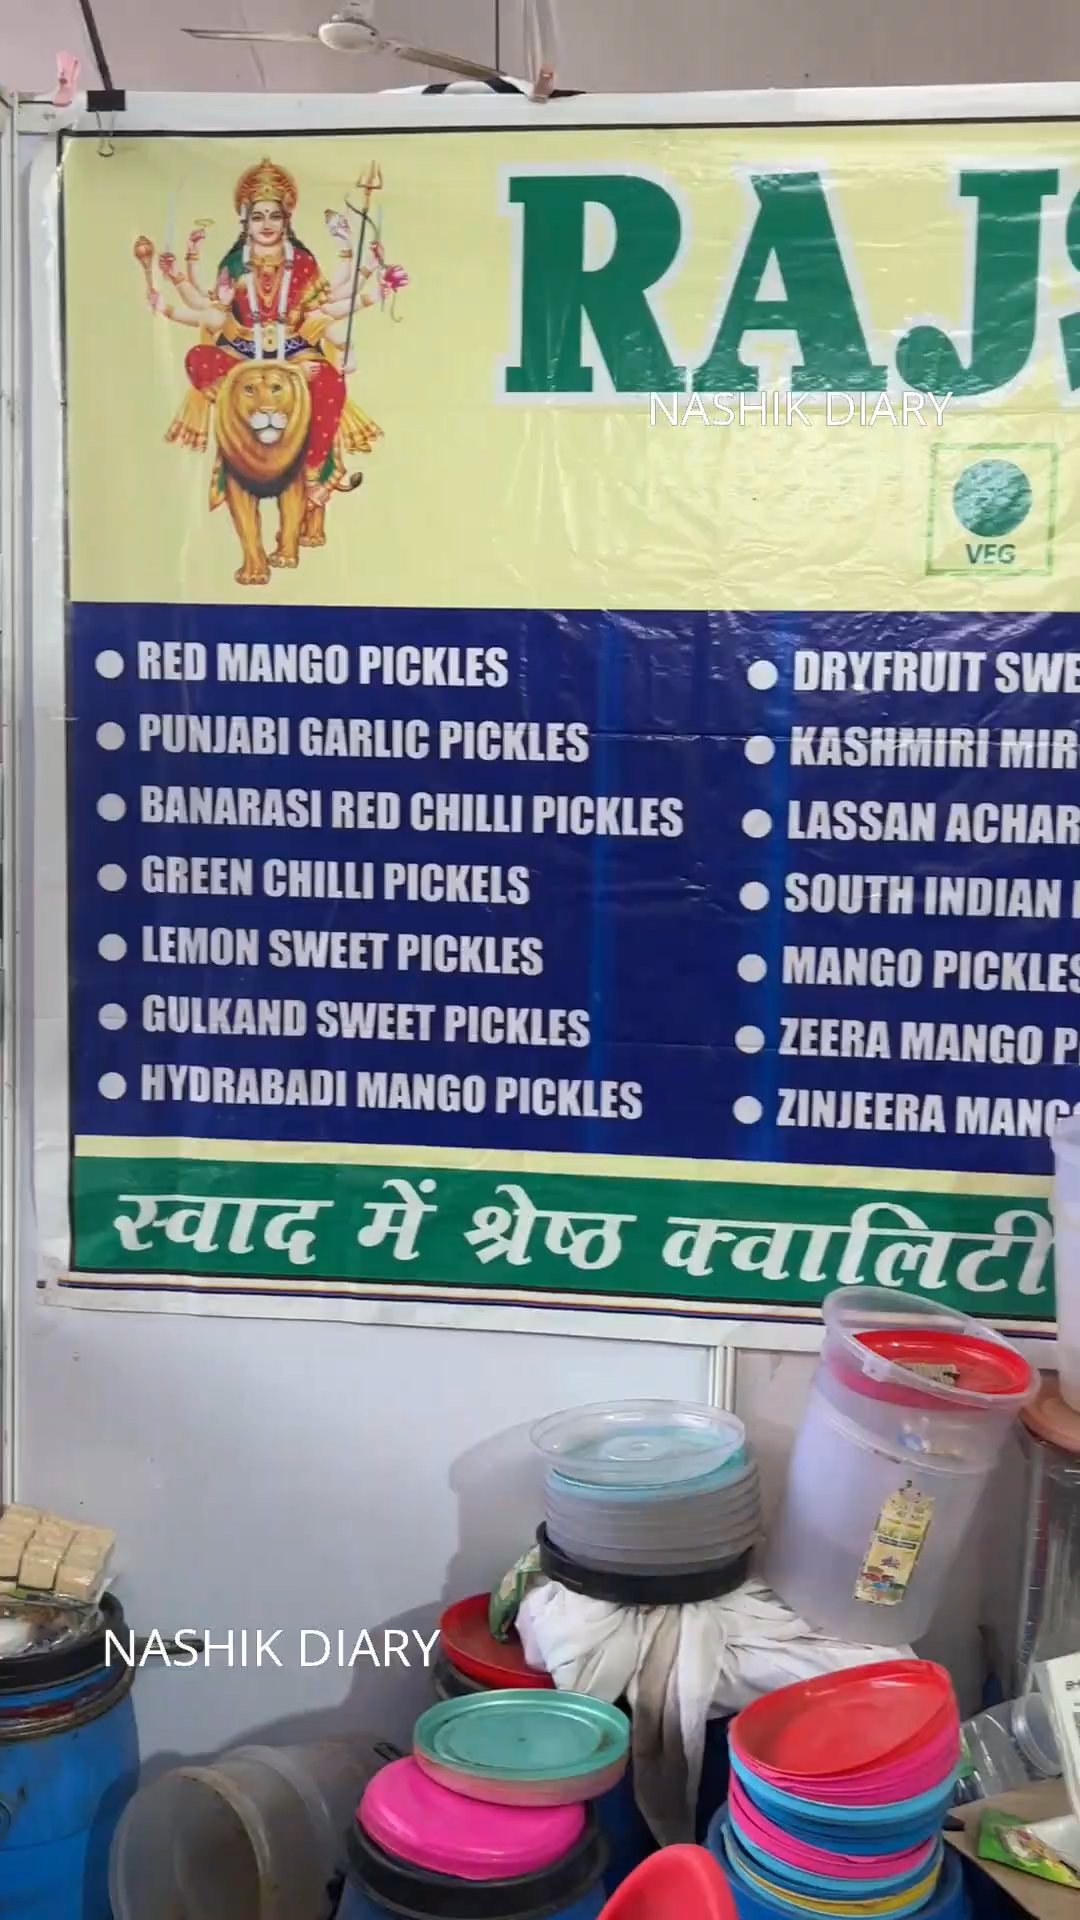 RAJS
NASHIK DIARY
VEG
RED MANGO PICKLES
PUNJABI GARLIC PICKLES
BANARASI RED CHILLI PICKLES
GREEN CHILLI PICKELS
LEMON SWEET PICKLES
GULKAND SWEET PICKLES
HYDRABADI MANGO PICKLES
DRYFRUIT SWE
KASHMIRI MIR
LASSAN ACHAR
SOUTH INDIAN
MANGO PICKLES
ZEERA MANGO P
ZINJEERA MANG
स्वाद में श्रेष्ठ क्वालिटी
NASHIK DIARY